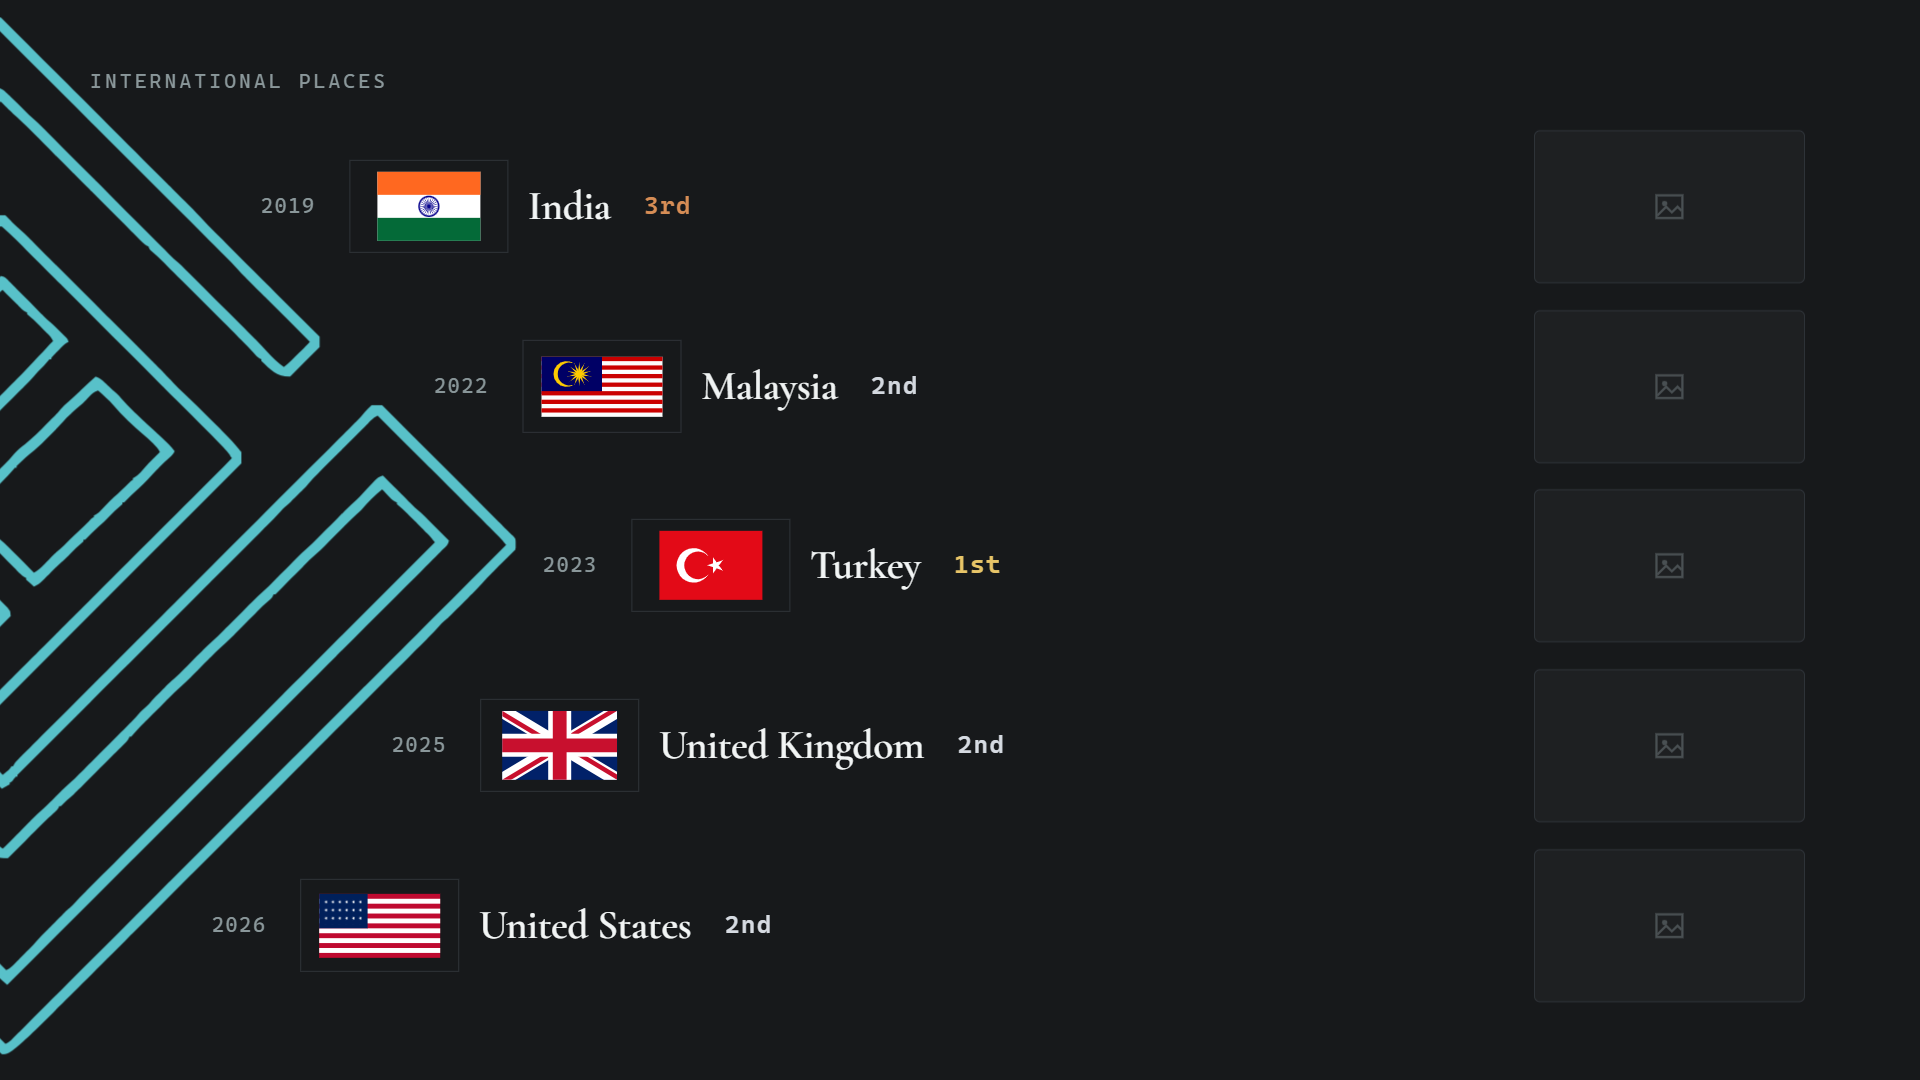 INTERNATIONAL PLACES
2019 India 3rd
2022 Malaysia 2nd
2023 Turkey 1st
2025 United Kingdom 2nd
2026 United States 2nd